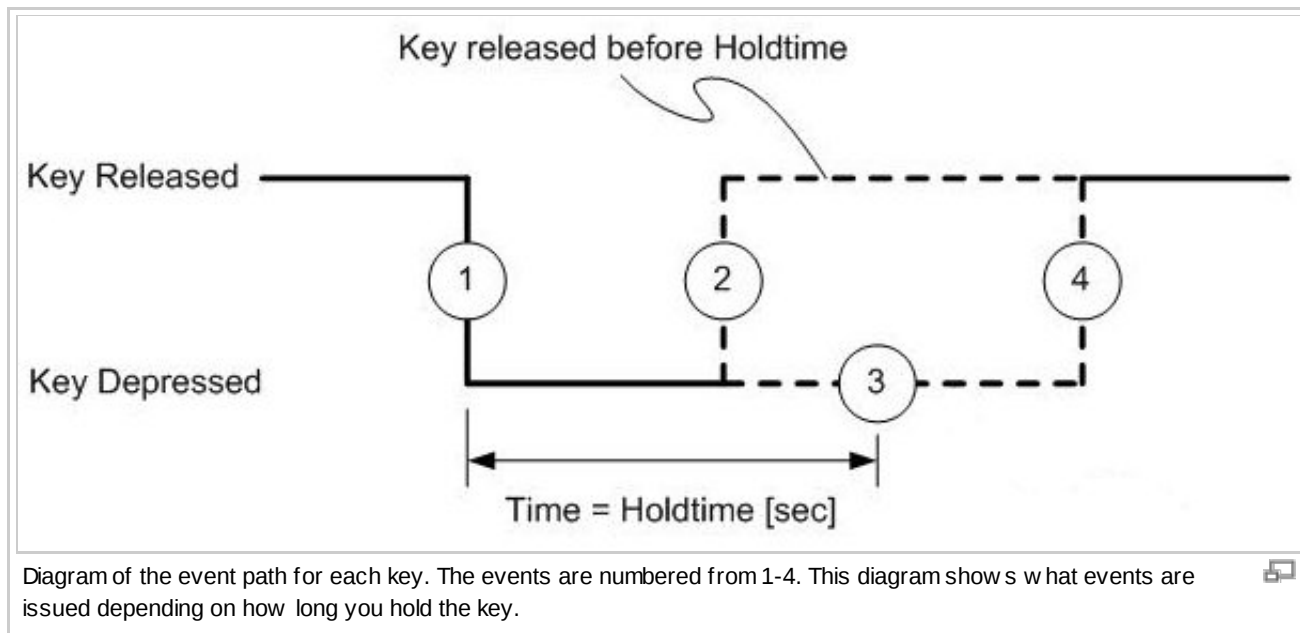 Key released before Holdtime
Key Released
1
2
4
Key Depressed
3
Time = Holdtime [sec]
Diagram of the event path for each key. The events are numbered from 1-4. This diagram shows what events are
issued depending on how long you hold the key.